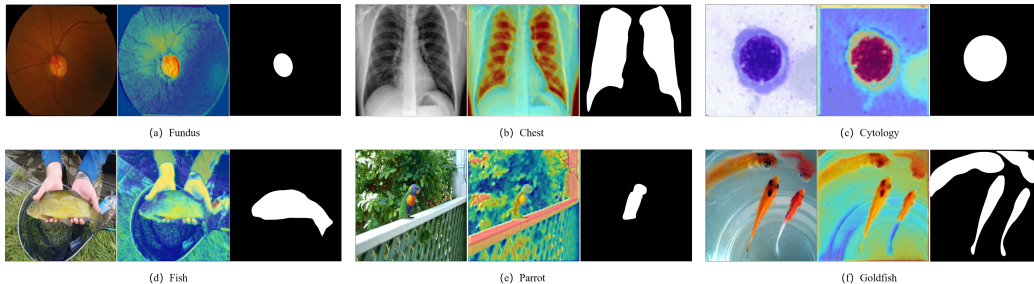 (a) Fundus
(b) Chest
(c) Cytology
(d) Fish
(e) Parrot
(f) Goldfish